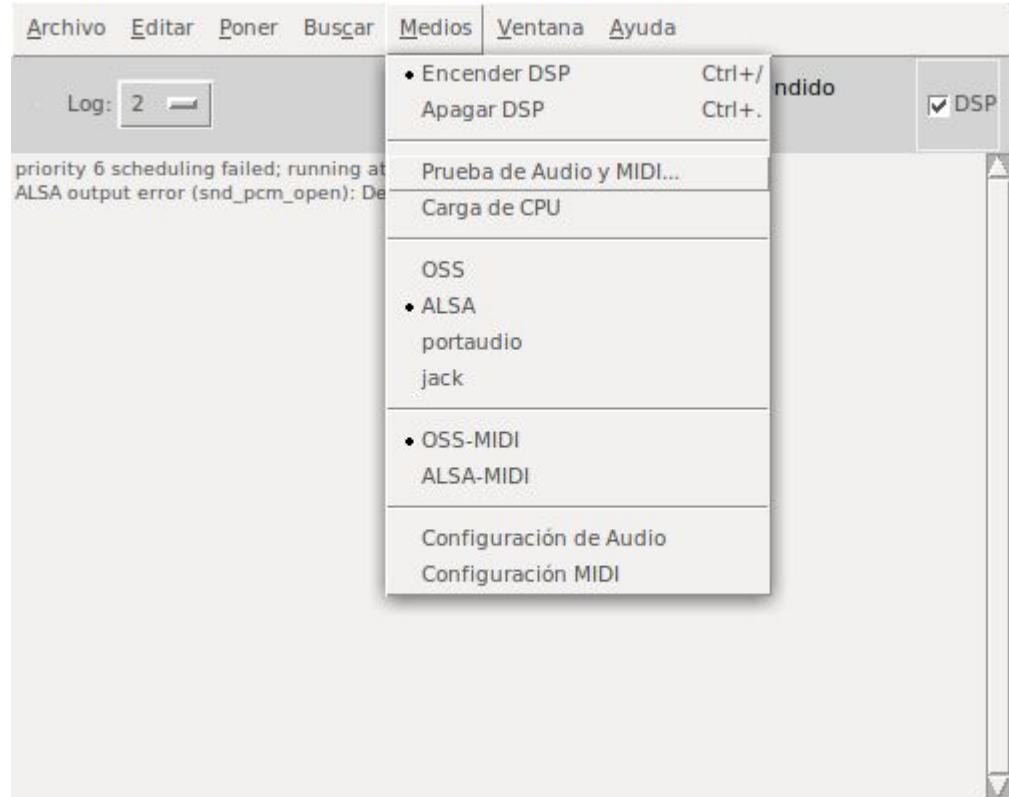 Archivo Editar Poner Buscar Medios Ventana Ayuda
Log: 2
ndido
DSP
priority 6 scheduling failed; running at
ALSA output error (snd_pcm_open): De
Encender DSP Ctrl+/
Apagar DSP Ctrl+.
Prueba de Audio y MIDI...
Carga de CPU
OSS
ALSA
portaudio
jack
OSS-MIDI
ALSA-MIDI
Configuración de Audio
Configuración MIDI